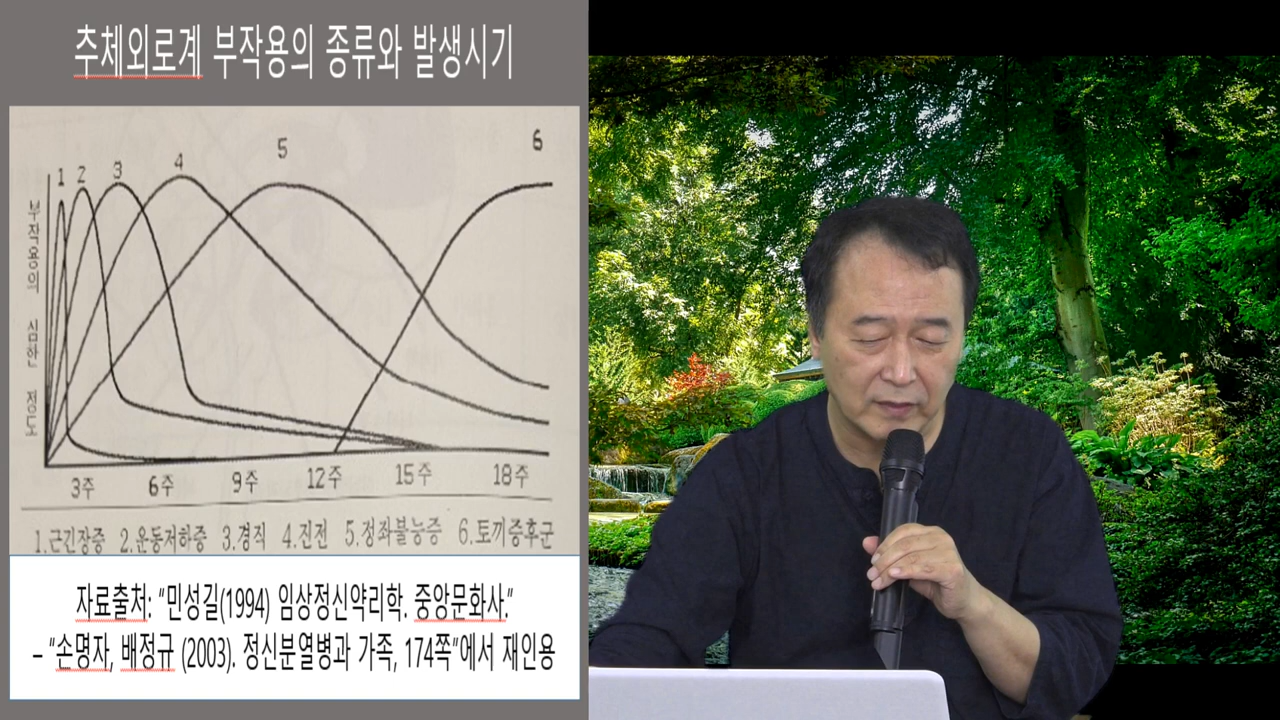 추체외로계 부작용의 종류와 발생시기
1 2 3 4 5 6
부작용의 심한 정도
3주 6주 9주 12주 15주 18주
1.근긴장증 2.운동저하증 3.경직 4.진전 5.정좌불능증 6.토끼증후군
자료출처: “민성길(1994) 임상정신약리학. 중앙문화사.”
– “손명자, 배정규 (2003). 정신분열병과 가족, 174쪽”에서 재인용